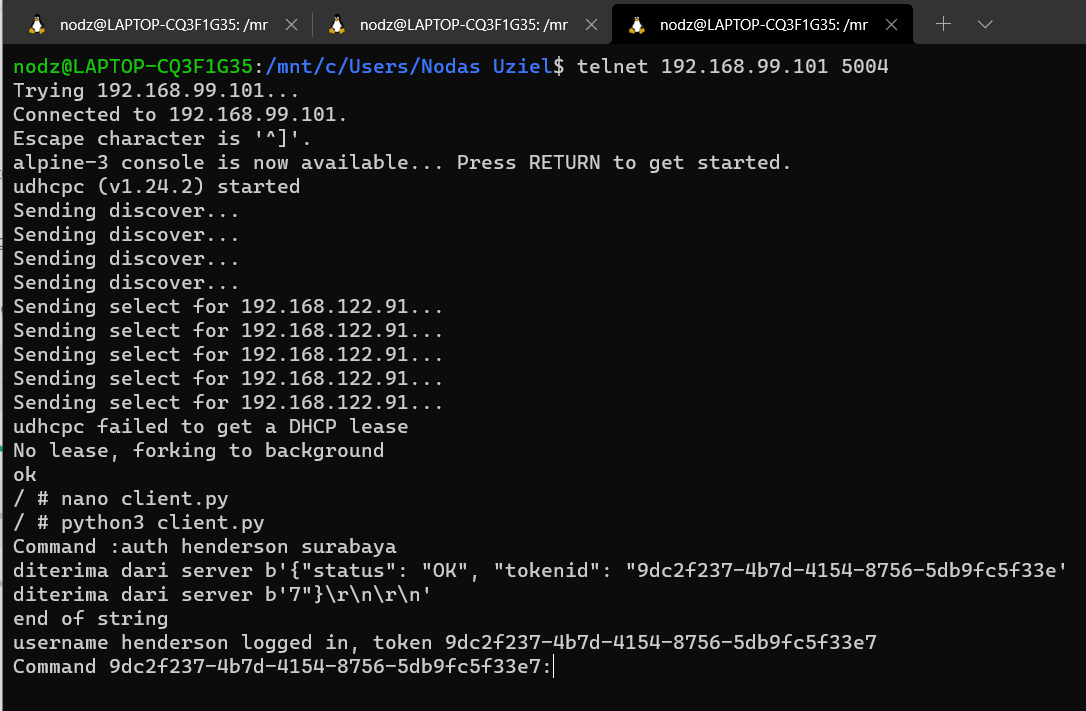 nodz@LAPTOP-CQ3F1G35: /mr
nodz@LAPTOP-CQ3F1G35: /mr
nodz@LAPTOP-CQ3F1G35: /mr
nodz@LAPTOP-CQ3F1G35:/mnt/c/Users/Nodas Uziel$ telnet 192.168.99.101 5004
Trying 192.168.99.101...
Connected to 192.168.99.101.
Escape character is '^]'.
alpine-3 console is now available... Press RETURN to get started.
udhcpc (v1.24.2) started
Sending discover...
Sending discover...
Sending discover...
Sending discover...
Sending select for 192.168.122.91...
Sending select for 192.168.122.91...
Sending select for 192.168.122.91...
Sending select for 192.168.122.91...
Sending select for 192.168.122.91...
udhcpc failed to get a DHCP lease
No lease, forking to background
ok
/ # nano client.py
/ # python3 client.py
Command :auth henderson surabaya
diterima dari server b'{"status": "OK", "tokenid": "9dc2f237-4b7d-4154-8756-5db9fc5f33e'
diterima dari server b'7"}\r\n\r\n'
end of string
username henderson logged in, token 9dc2f237-4b7d-4154-8756-5db9fc5f33e7
Command 9dc2f237-4b7d-4154-8756-5db9fc5f33e7: